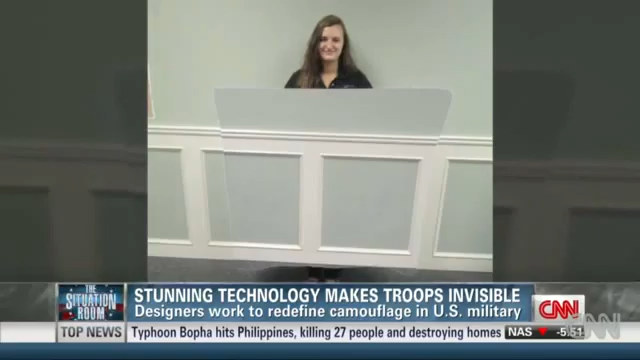 THE
SITUATION
ROOM
STUNNING TECHNOLOGY MAKES TROOPS INVISIBLE
Designers work to redefine camouflage in U.S. military
CNN
TOP NEWS
Typhoon Bopha hits Philippines, killing 27 people and destroying homes
NAS ▼ -5.51
CNN